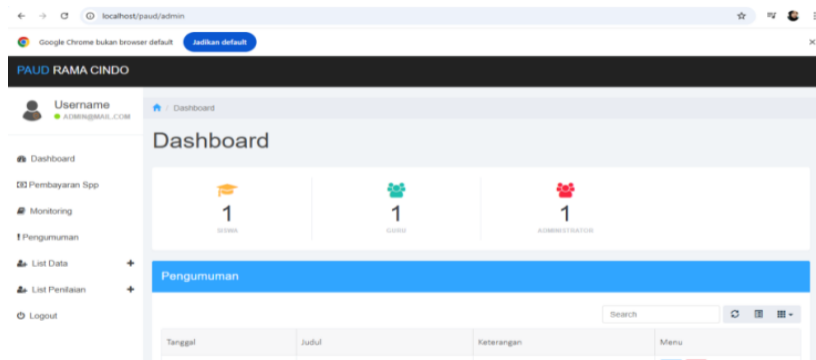 localhost/paud/admin
Google Chrome bukan browser default Jadikan default
PAUD RAMA CINDO
Username
ADMIN@MAIL.COM
Dashboard
Pembayaran Spp
Monitoring
Pengumuman
List Data
List Penilaian
Logout
Dashboard
Dashboard
1
SISWA
1
GURU
1
ADMINISTRATOR
Pengumuman
Search
Tanggal Judul Keterangan Menu